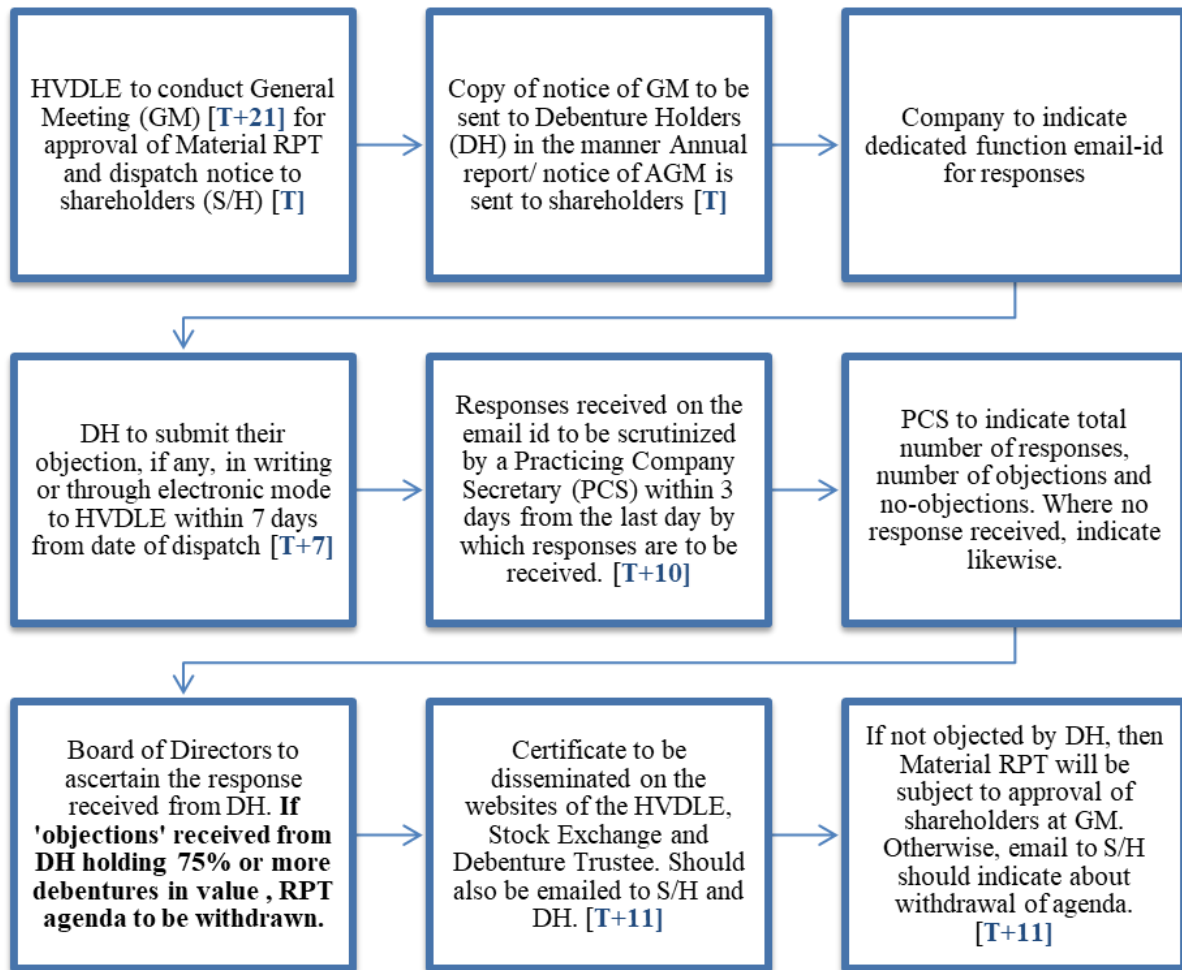 HVDLE to conduct General
Meeting (GM) [T+21] for
approval of Material RPT
and dispatch notice to
shareholders (S/H) [T]
Copy of notice of GM to be
sent to Debenture Holders
(DH) in the manner Annual
report/ notice of AGM is
sent to shareholders [T]
Company to indicate
dedicated function email-id
for responses
DH to submit their
objection, if any, in writing
or through electronic mode
to HVDLE within 7 days
from date of dispatch [T+7]
Responses received on the
email id to be scrutinized
by a Practicing Company
Secretary (PCS) within 3
days from the last day by
which responses are to be
received. [T+10]
PCS to indicate total
number of responses,
number of objections and
no-objections. Where no
response received, indicate
likewise.
Board of Directors to
ascertain the response
received from DH. If
'objections' received from
DH holding 75% or more
debentures in value , RPT
agenda to be withdrawn.
Certificate to be
disseminated on the
websites of the HVDLE,
Stock Exchange and
Debenture Trustee. Should
also be emailed to S/H and
DH. [T+11]
If not objected by DH, then
Material RPT will be
subject to approval of
shareholders at GM.
Otherwise, email to S/H
should indicate about
withdrawal of agenda.
[T+11]